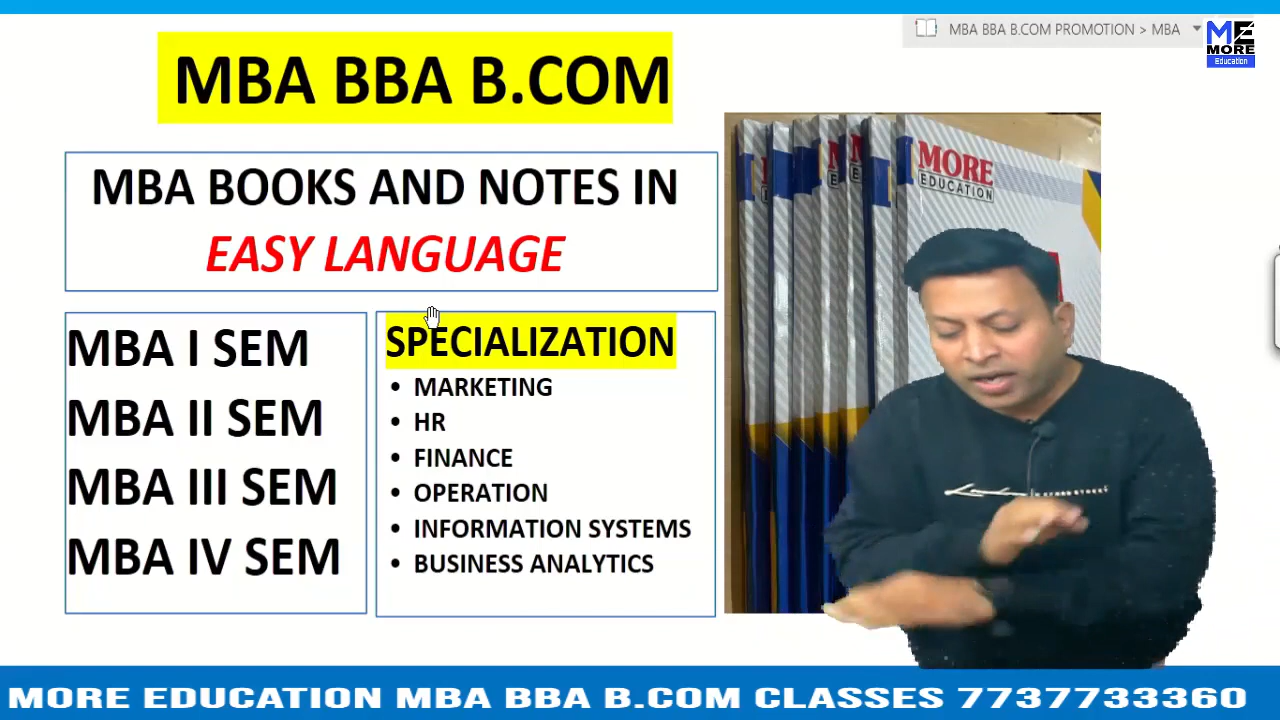 MBA BBA B.COM PROMOTION > MBA
ME
MORE
Education
MBA BBA B.COM
MBA BOOKS AND NOTES IN
EASY LANGUAGE
MBA I SEM
MBA II SEM
MBA III SEM
MBA IV SEM
SPECIALIZATION
• MARKETING
• HR
• FINANCE
• OPERATION
• INFORMATION SYSTEMS
• BUSINESS ANALYTICS
MORE
EDUCATION
MORE EDUCATION MBA BBA B.COM CLASSES 7737733360